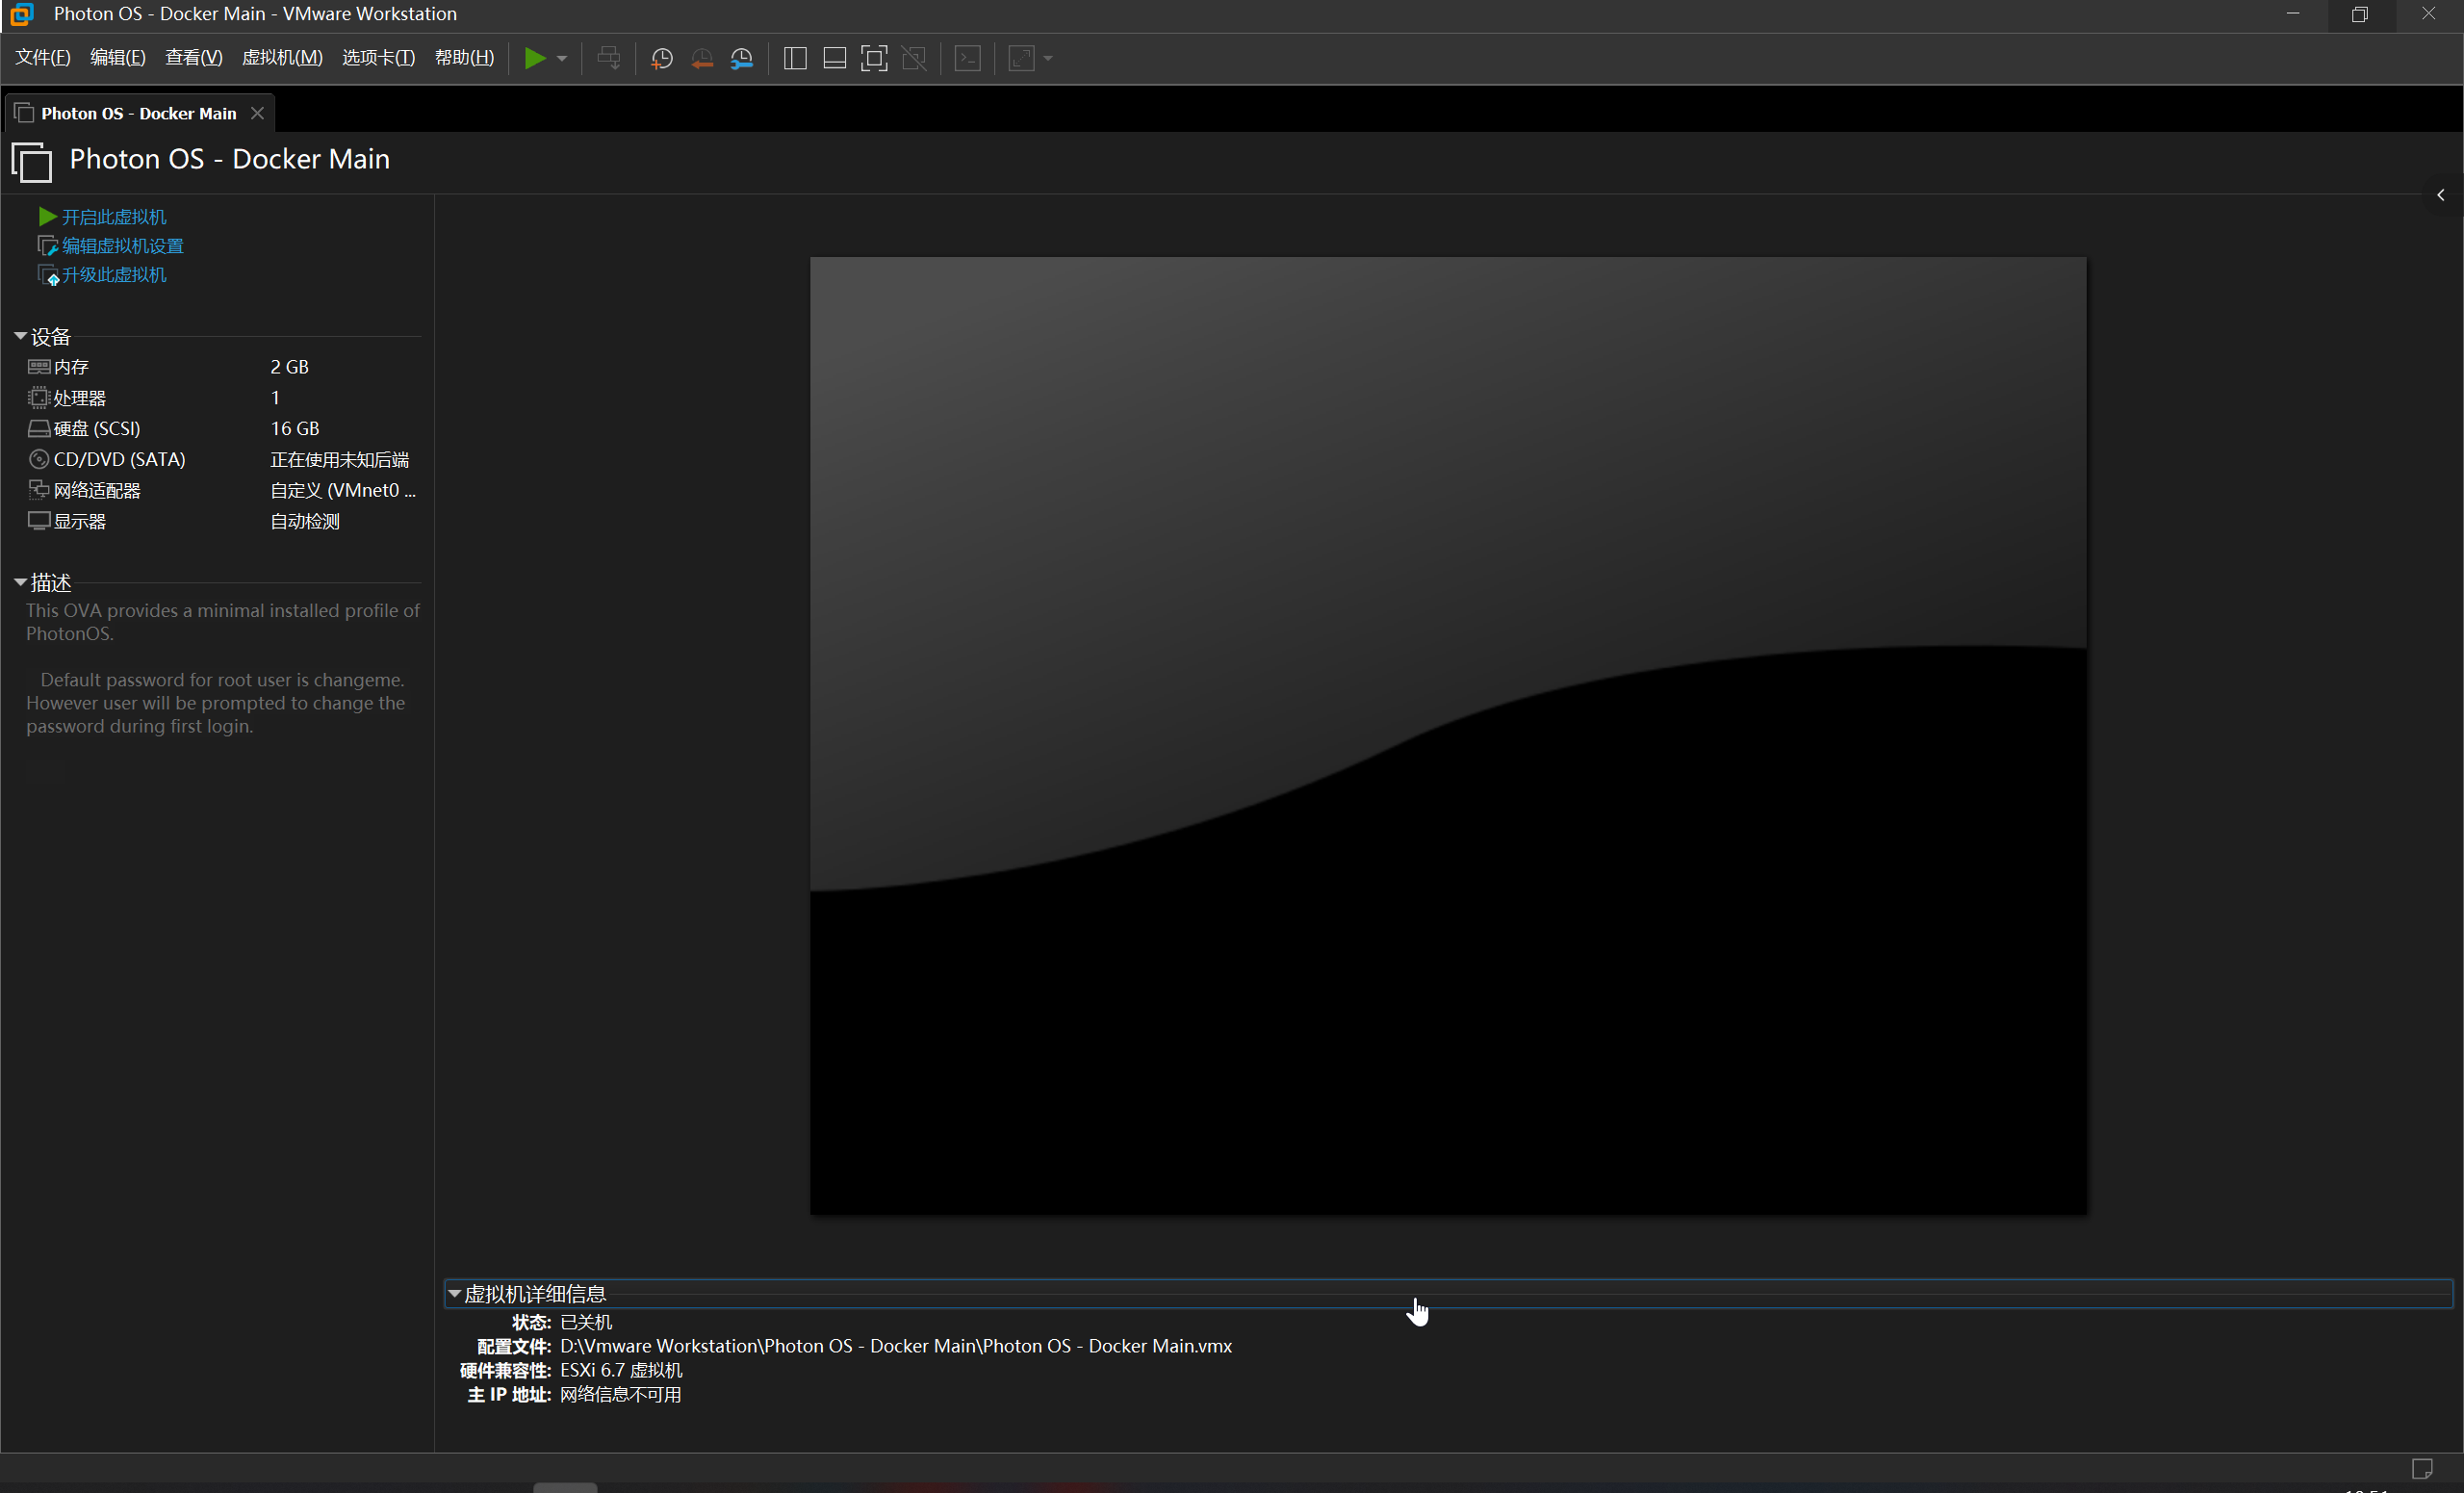 Photon OS - Docker Main - VMware Workstation
文件(F) 编辑(E) 查看(V) 虚拟机(M) 选项卡(T) 帮助(H)
Photon OS - Docker Main
Photon OS - Docker Main
开启此虚拟机
编辑虚拟机设置
升级此虚拟机
设备
内存 2 GB
处理器 1
硬盘 (SCSI) 16 GB
CD/DVD (SATA) 正在使用未知后端
网络适配器 自定义 (VMnet0 ...
显示器 自动检测
描述
This OVA provides a minimal installed profile of
PhotonOS.
Default password for root user is changeme.
However user will be prompted to change the
password during first login.
虚拟机详细信息
状态: 已关机
配置文件: D:\Vmware Workstation\Photon OS - Docker Main\Photon OS - Docker Main.vmx
硬件兼容性: ESXi 6.7 虚拟机
主 IP 地址: 网络信息不可用